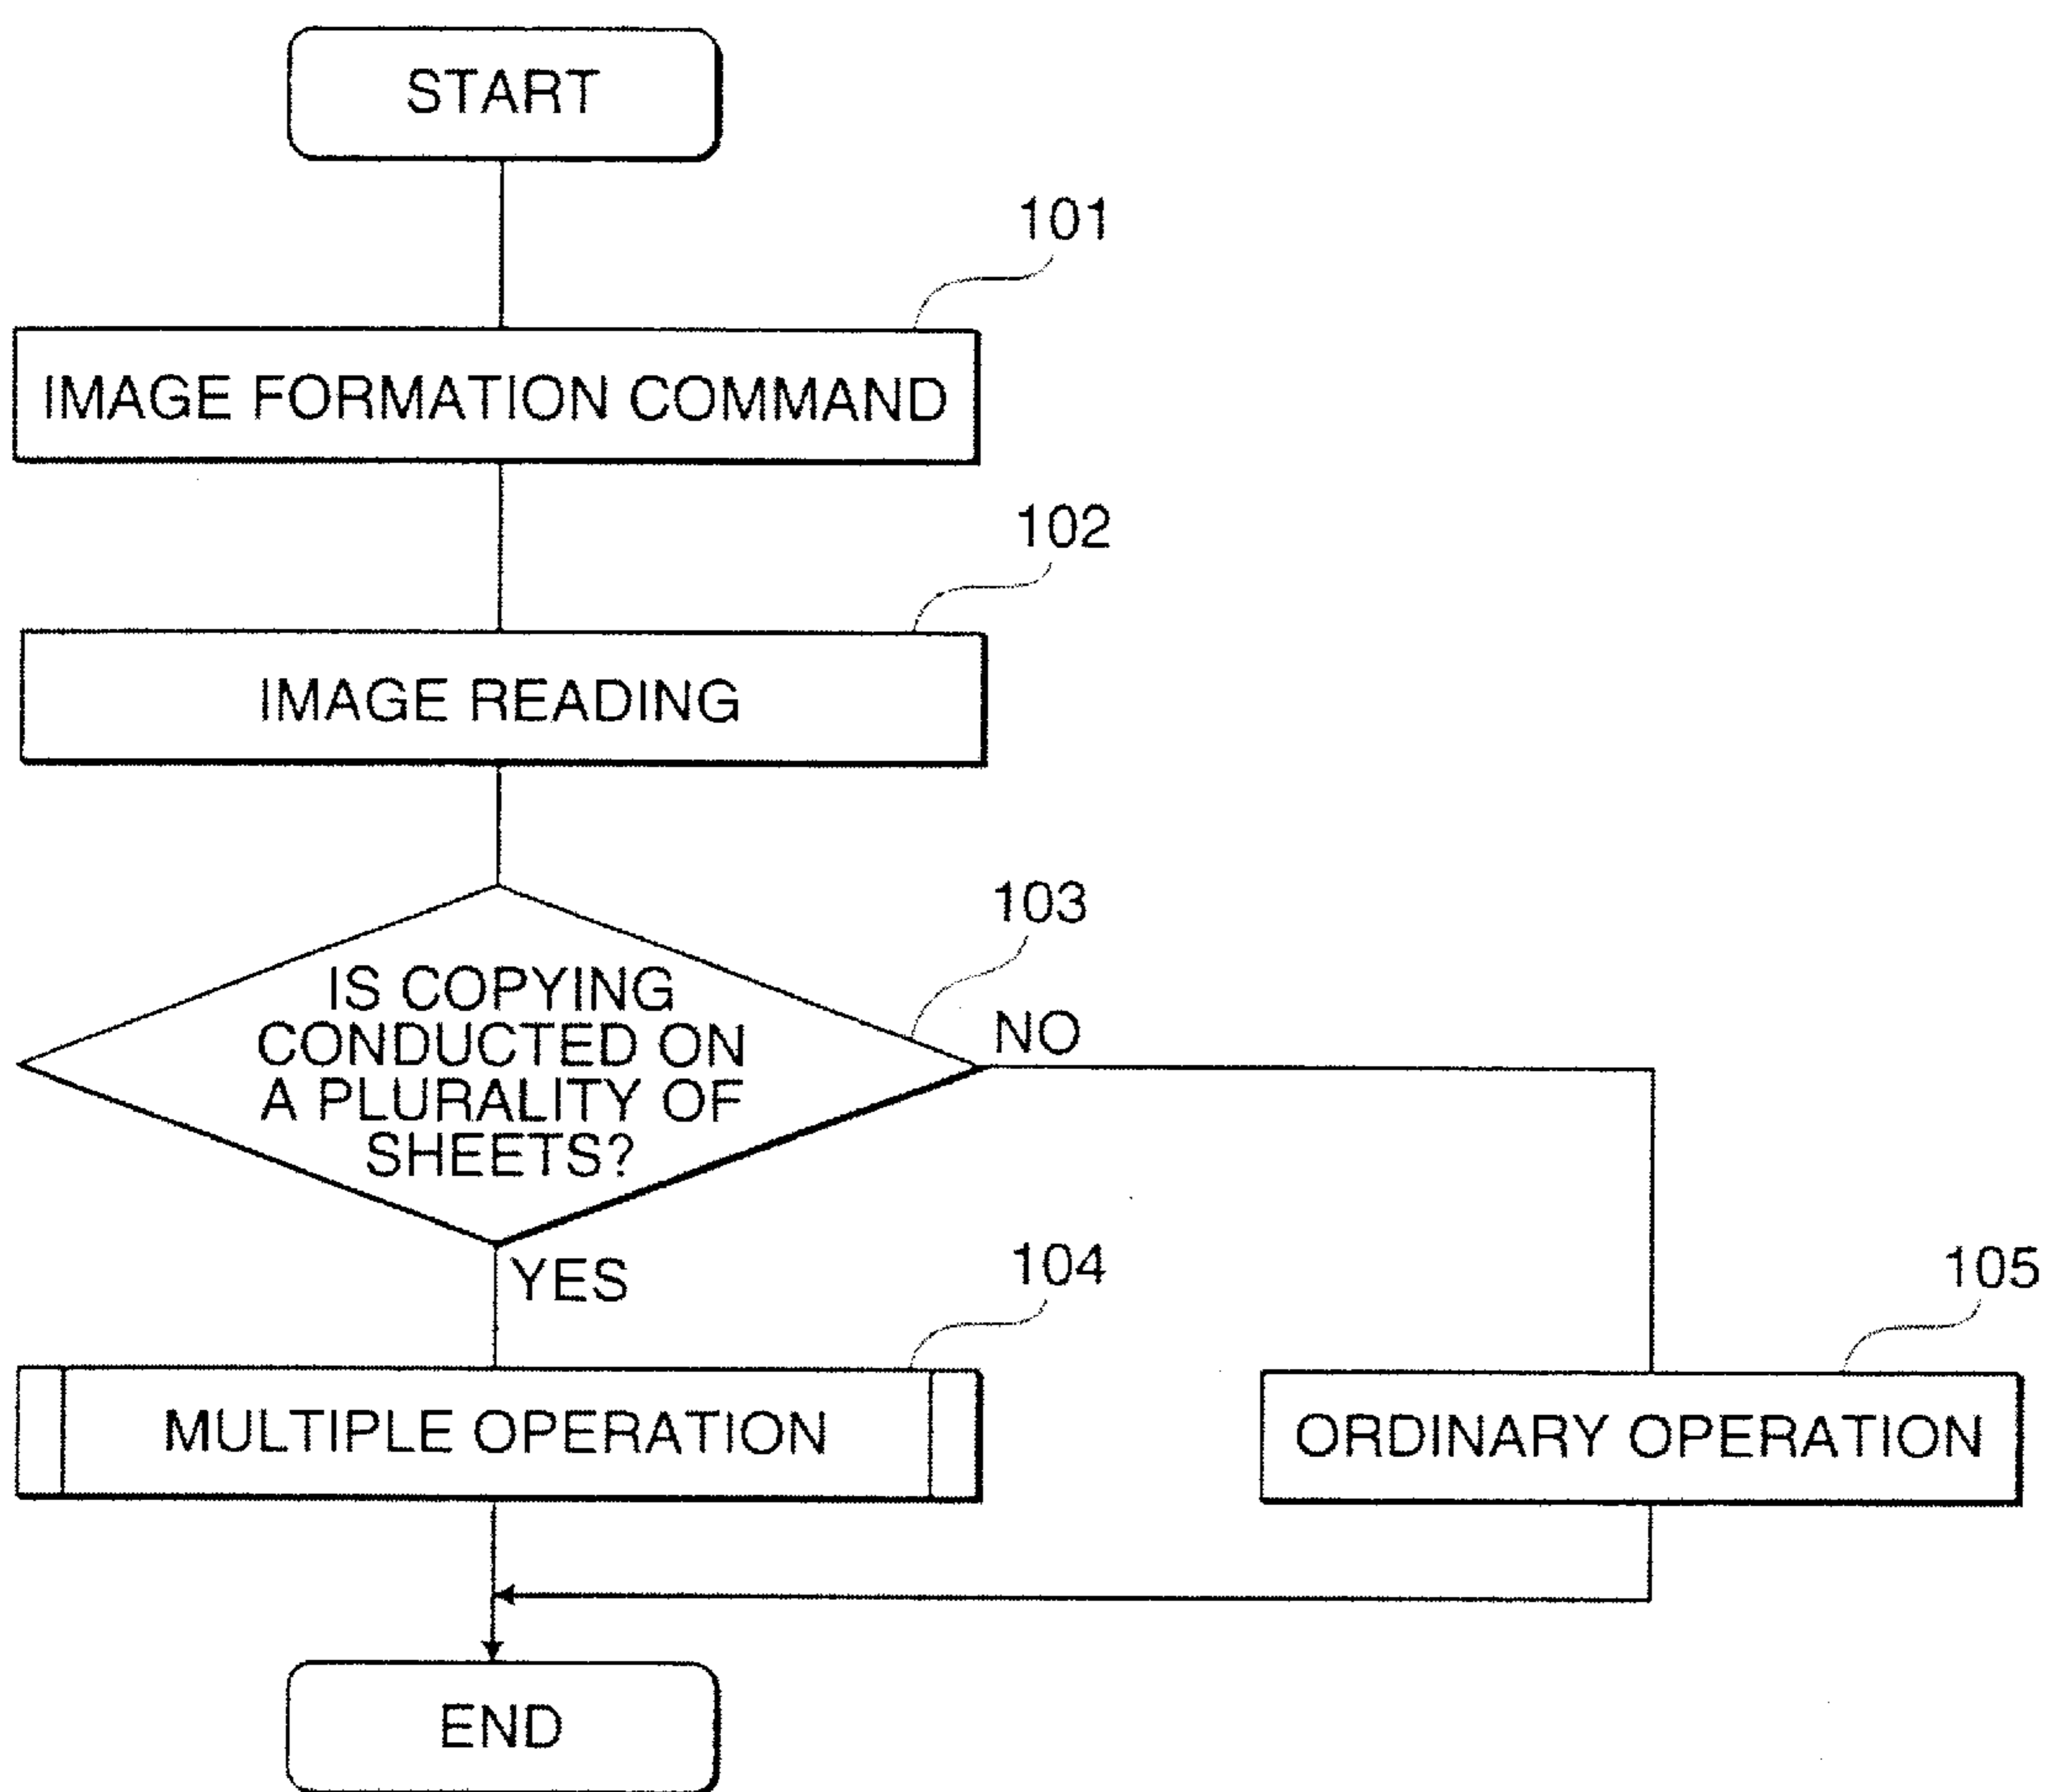 START
101
IMAGE FORMATION COMMAND
102
IMAGE READING
103
IS COPYING
CONDUCTED ON
A PLURALITY OF
SHEETS?
NO
YES
104
MULTIPLE OPERATION
105
ORDINARY OPERATION
END